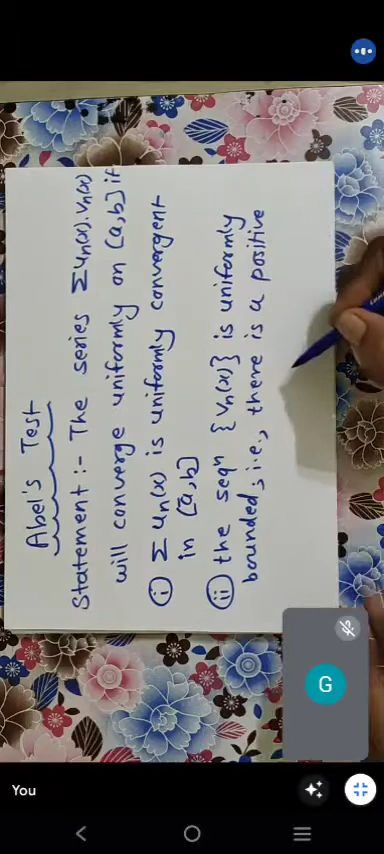 Abel's Test
Statement :- The series Σ un(x). vn(x)
will converge uniformly on [a,b] if
(i) Σ un(x) is uniformly convergent
in [a,b]
(ii) the seqⁿ { vn(x)} is uniformly
bounded, i.e., there is a positive
G
You